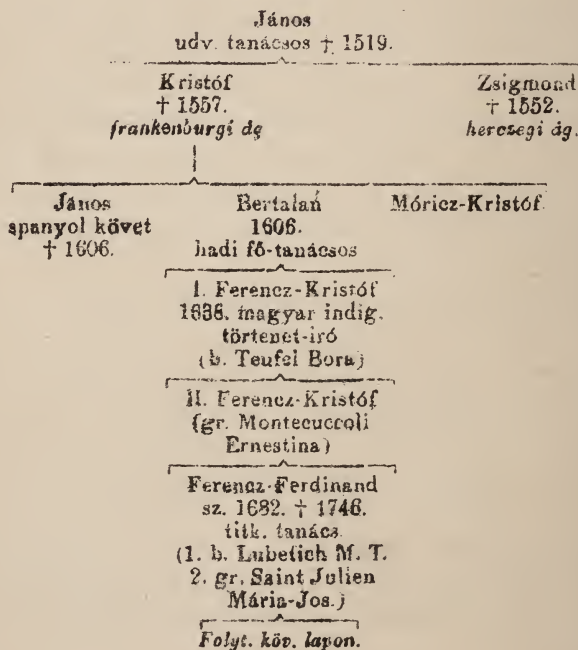 János
udv. tanácsos † 1519.
Kristóf
† 1557.
frankenburgi ág
Zsigmond
† 1552.
herczegi ág.
János
spanyol követ
† 1606.
Bertalan
1606.
hadi fő-tanácsos
Móricz-Kristóf
I. Ferencz-Kristóf
1636. magyar indig.
történet-iró
(b. Teufel Bora)
II. Ferencz-Kristóf
(gr. Montecuccoli
Ernestina)
Ferencz-Ferdinand
sz. 1682. † 1746.
titk. tanács.
(1. b. Lubetich M. T.
2. gr. Saint Julien
Mária-Jos.)
Folyt. köv. lapon.